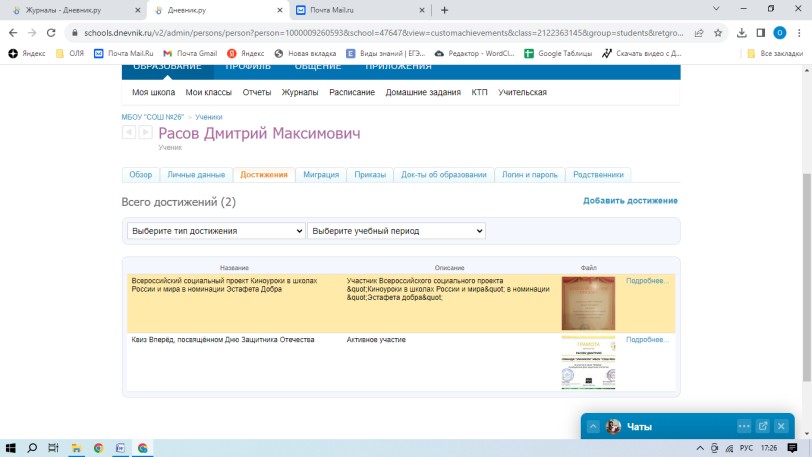 Журналы - Дневник.ру
Дневник.ру
Почта Mail.ru
schools.dnevnik.ru/v2/admin/persons/person?person=1000009260593&school=47647&view=customachievements&class=2122363145&group=students&retgro...
Яндекс
ОЛЯ
Почта Mail.Ru
Почта Gmail
Яндекс
Новая вкладка
Виды знаний | ЕГЭ...
Редактор - WordCl...
Google Таблицы
Скачать видео с Д...
Все закладки
ОБРАЗОВАНИЕ ПРОФИЛЬ ОБЩЕНИЕ ПРИЛОЖЕНИЯ
Моя школа Мои классы Отчеты Журналы Расписание Домашние задания КТП Учительская
МБОУ "СОШ №26" » Ученики
Расов Дмитрий Максимович
Ученик
Обзор Личные данные Достижения Миграция Приказы Док-ты об образовании Логин и пароль Родственники
Всего достижений (2)
Добавить достижение
Выберите тип достижения
Выберите учебный период
Название Описание Файл
Всероссийский социальный проект Киноуроки в школах
России и мира в номинации Эстафета Добра
Участник Всероссийского социального проекта
&quot;Киноуроки в школах России и мира&quot; в номинации
&quot;Эстафета добра&quot;
Подробнее...
Квиз Вперёд, посвящённом Дню Защитника Отечества
Активное участие
ГРАМОТА
Подробнее...
Чаты
РУС
17:26